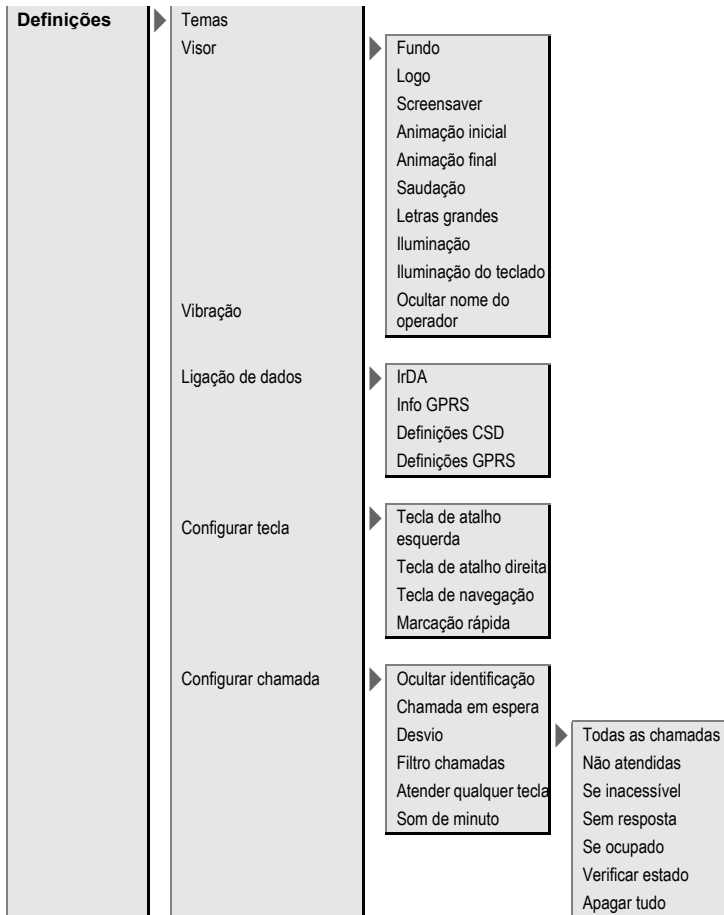 Definições
Temas
Visor
Fundo
Logo
Screensaver
Animação inicial
Animação final
Saudação
Letras grandes
Iluminação
Iluminação do teclado
Ocultar nome do
operador
Vibração
Ligação de dados
IrDA
Info GPRS
Definições CSD
Definições GPRS
Configurar tecla
Tecla de atalho
esquerda
Tecla de atalho direita
Tecla de navegação
Marcação rápida
Configurar chamada
Ocultar identificação
Chamada em espera
Desvio
Todas as chamadas
Não atendidas
Se inacessível
Sem resposta
Se ocupado
Verificar estado
Apagar tudo
Filtro chamadas
Atender qualquer tecla
Som de minuto